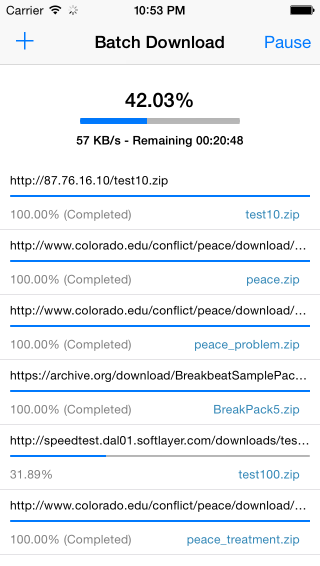 Carrier 10:53 PM
+ Batch Download Pause
42.03%
57 KB/s - Remaining 00:20:48
http://87.76.16.10/test10.zip
100.00% (Completed) test10.zip
http://www.colorado.edu/conflict/peace/download/...
100.00% (Completed) peace.zip
http://www.colorado.edu/conflict/peace/download/...
100.00% (Completed) peace_problem.zip
https://archive.org/download/BreakbeatSamplePac...
100.00% (Completed) BreakPack5.zip
http://speedtest.dal01.softlayer.com/downloads/tes...
31.89% test100.zip
http://www.colorado.edu/conflict/peace/download/...
100.00% (Completed) peace_treatment.zip